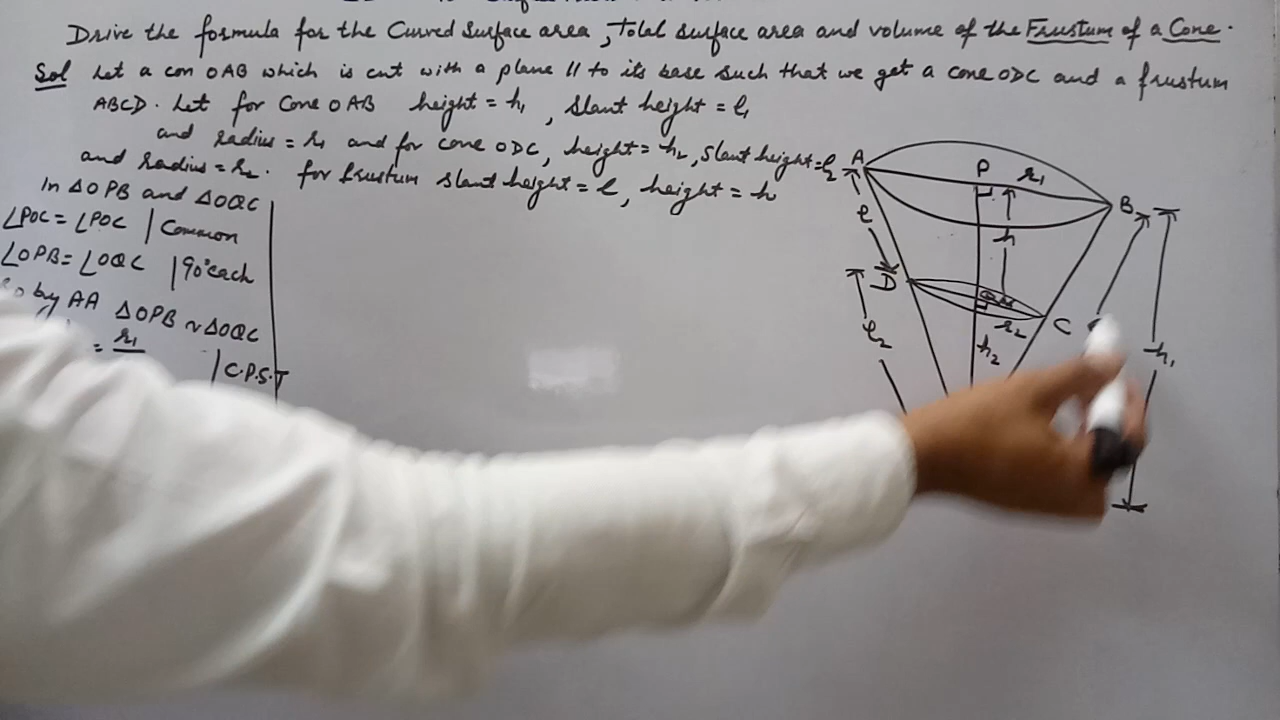 Drive the formula for the Curved Surface area, Total surface area and volume of the Frustum of a Cone.
Sol Let a con OAB which is cut with a plane // to its base such that we get a cone ODC and a frustum
ABCD. Let for Cone OAB height = h₁, slant height = l₁
and radius = r₁ and for cone ODC, height = h₂, slant height = l₂
and radius = r₂. for frustum slant height = l, height = h
In ΔOPB and ΔOQC
∠POC = ∠POC | Common
∠OPB = ∠OQC | 90° each
by AA ΔOPB ~ ΔOQC
= r₁
| C.P.S.T
A
P
r₁
B
l
h
D
Q
r₂
C
l₂
h₂
h₁